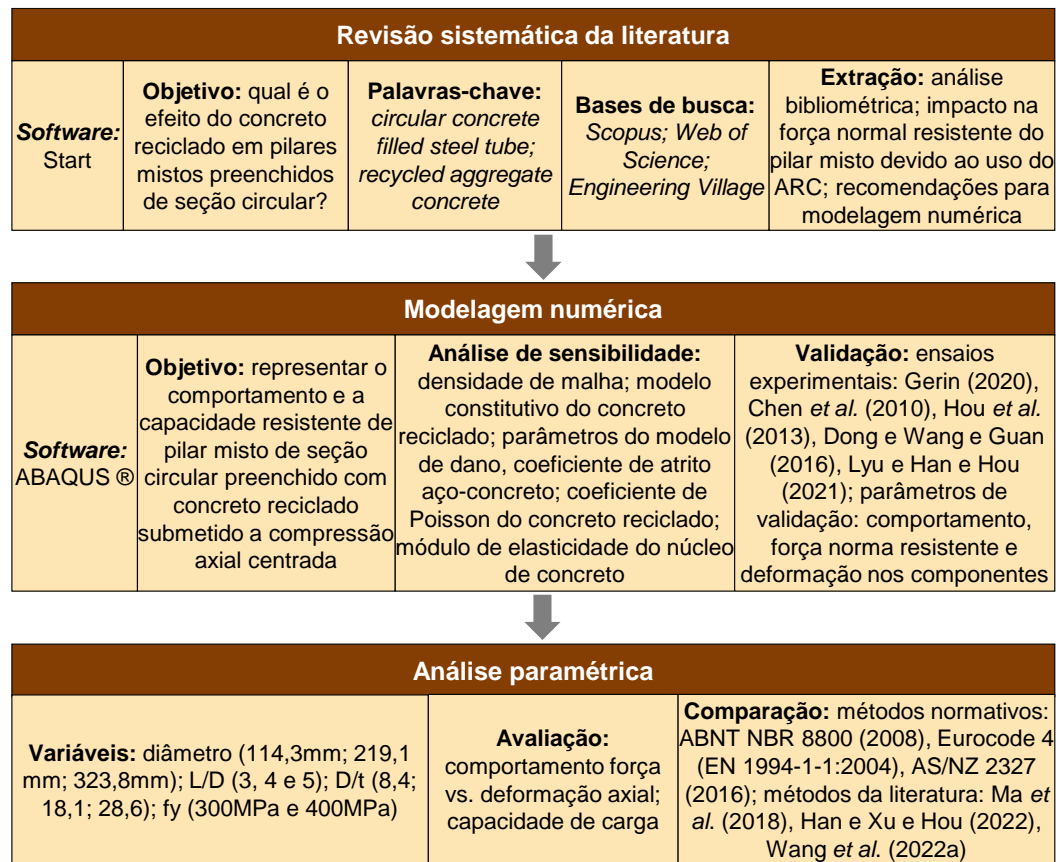 Revisão sistemática da literatura
Software:
Start
Objetivo: qual é o
efeito do concreto
reciclado em pilares
mistos preenchidos
de seção circular?
Palavras-chave:
circular concrete
filled steel tube;
recycled aggregate
concrete
Bases de busca:
Scopus; Web of
Science;
Engineering Village
Extração: análise
bibliométrica; impacto na
força normal resistente do
pilar misto devido ao uso do
ARC; recomendações para
modelagem numérica
Modelagem numérica
Software:
ABAQUS ®
Objetivo: representar o
comportamento e a
capacidade resistente de
pilar misto de seção
circular preenchido com
concreto reciclado
submetido a compressão
axial centrada
Análise de sensibilidade:
densidade de malha; modelo
constitutivo do concreto
reciclado; parâmetros do modelo
de dano, coeficiente de atrito
aço-concreto; coeficiente de
Poisson do concreto reciclado;
módulo de elasticidade do núcleo
de concreto
Validação: ensaios
experimentais: Gerin (2020),
Chen et al. (2010), Hou et al.
(2013), Dong e Wang e Guan
(2016), Lyu e Han e Hou
(2021); parâmetros de
validação: comportamento,
força norma resistente e
deformação nos componentes
Análise paramétrica
Variáveis: diâmetro (114,3mm; 219,1
mm; 323,8mm); L/D (3, 4 e 5); D/t (8,4;
18,1; 28,6); fy (300MPa e 400MPa)
Avaliação:
comportamento força
vs. deformação axial;
capacidade de carga
Comparação: métodos normativos:
ABNT NBR 8800 (2008), Eurocode 4
(EN 1994-1-1:2004), AS/NZ 2327
(2016); métodos da literatura: Ma et
al. (2018), Han e Xu e Hou (2022),
Wang et al. (2022a)